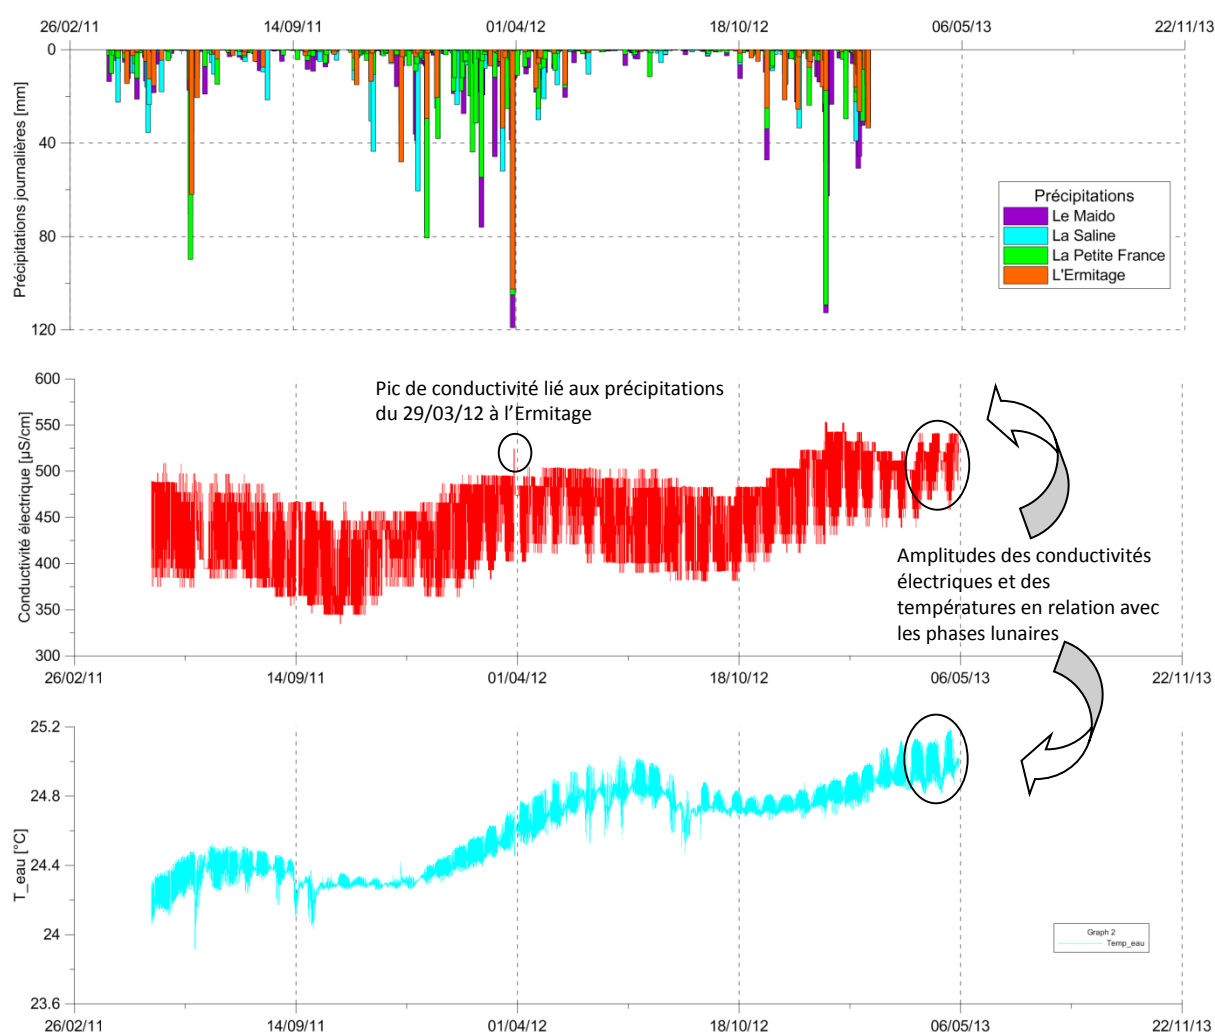 26/02/11 14/09/11 01/04/12 18/10/12 06/05/13 22/11/13
0
40
80
120
Précipitations journalières [mm]
Précipitations
Le Maido
La Saline
La Petite France
L'Ermitage
600
550
500
450
400
350
300
Conductivité électrique [µS/cm]
Pic de conductivité lié aux précipitations
du 29/03/12 à l'Ermitage
Amplitudes des conductivités
électriques et des
températures en relation avec
les phases lunaires
26/02/11 14/09/11 01/04/12 18/10/12 06/05/13 22/11/13
25.2
24.8
24.4
24
23.6
T_eau [°C]
Graph 2
Temp_eau
26/02/11 14/09/11 01/04/12 18/10/12 06/05/13 22/11/13